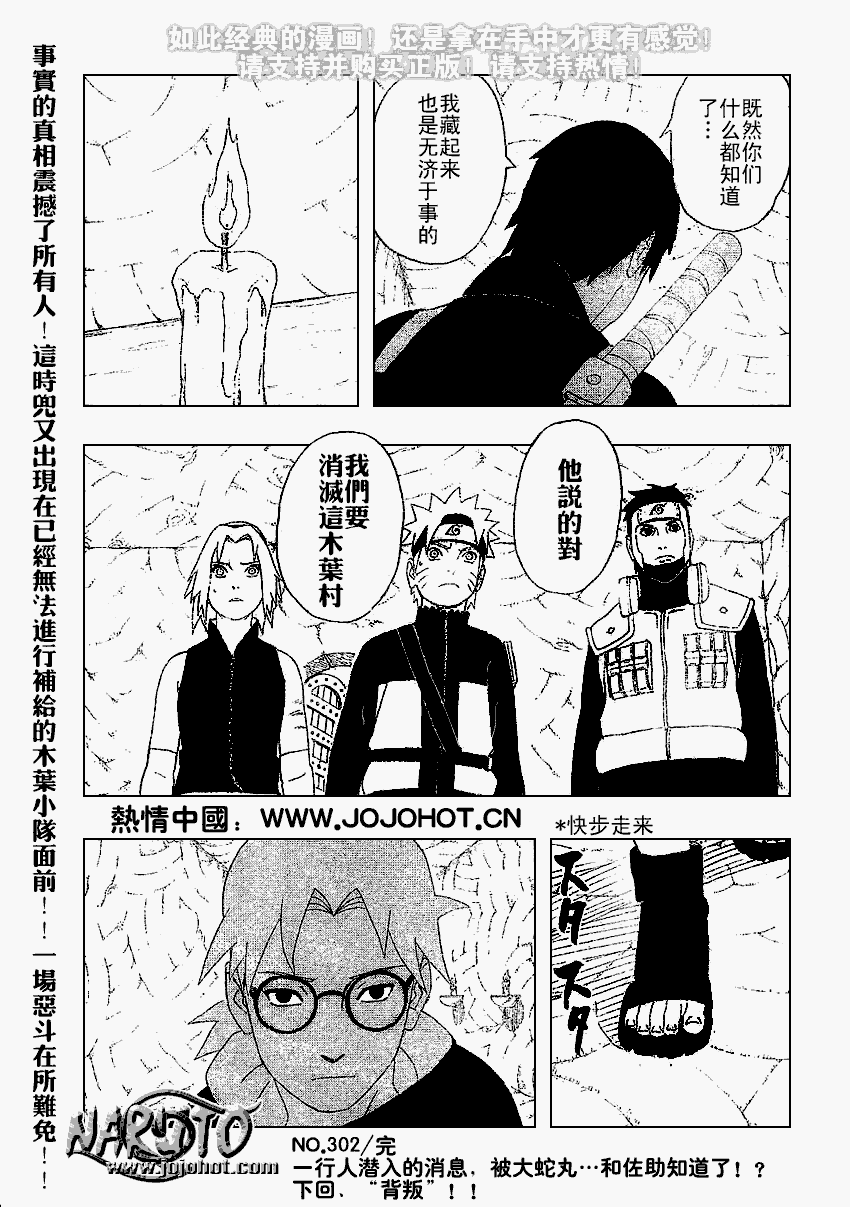 如此经典的漫画！还是拿在手中才更有感觉！
请支持并购买正版！请支持热情！
既然你们
什么都知道
了…
我藏起来
也是无济于事的
他説的對
我們要
消滅這木葉村
熱情中國：WWW.JOJOHOT.CN
*快步走来
スタ
スタ
事實的真相震撼了所有人！這時兜又出現在已經無法進行補給的木葉小隊面前！！一場惡斗在所難免！！
NARUTO
www.jojohot.com
NO.302/完
一行人潜入的消息，被大蛇丸…和佐助知道了！？
下回、“背叛”！！